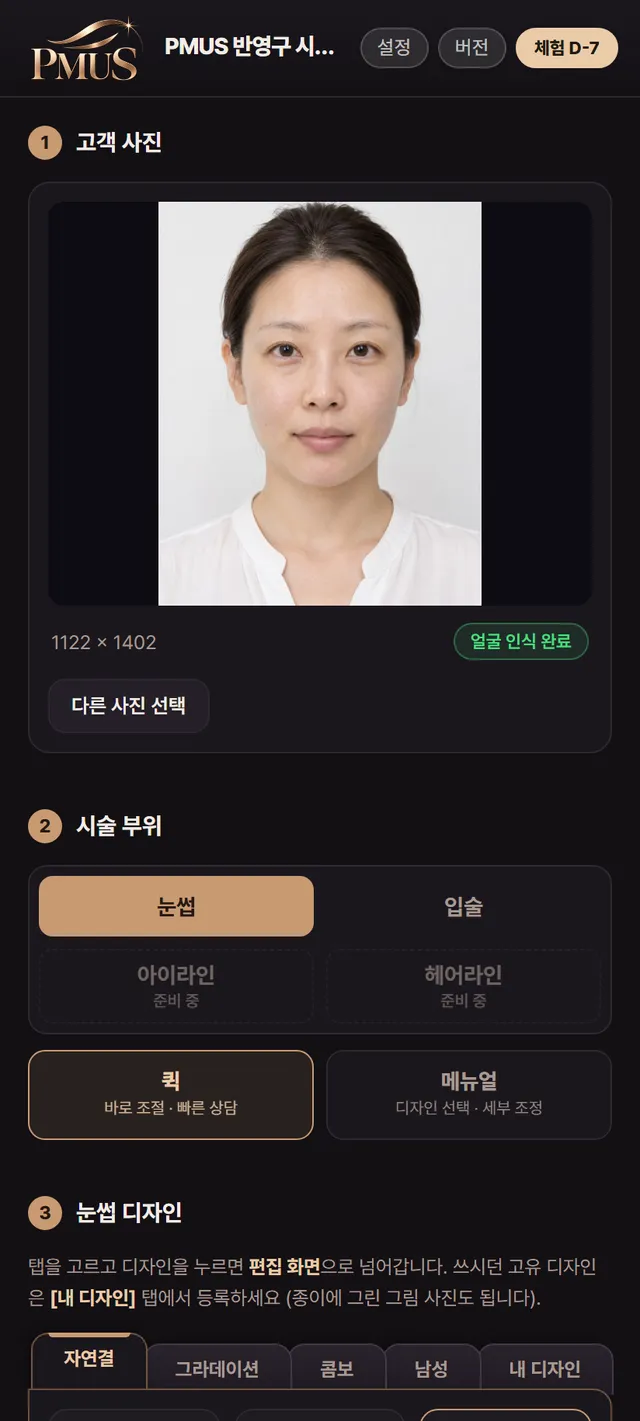 PMUS
PMUS 반영구 시...
설정
버전
체험 D-7
1 고객 사진
1122 × 1402
얼굴 인식 완료
다른 사진 선택
2 시술 부위
눈썹
입술
아이라인
준비 중
헤어라인
준비 중
퀵
바로 조절 · 빠른 상담
메뉴얼
디자인 선택 · 세부 조정
3 눈썹 디자인
탭을 고르고 디자인을 누르면 편집 화면으로 넘어갑니다. 쓰시던 고유 디자인
은 [내 디자인] 탭에서 등록하세요 (종이에 그린 그림 사진도 됩니다).
자연결
그라데이션
콤보
남성
내 디자인